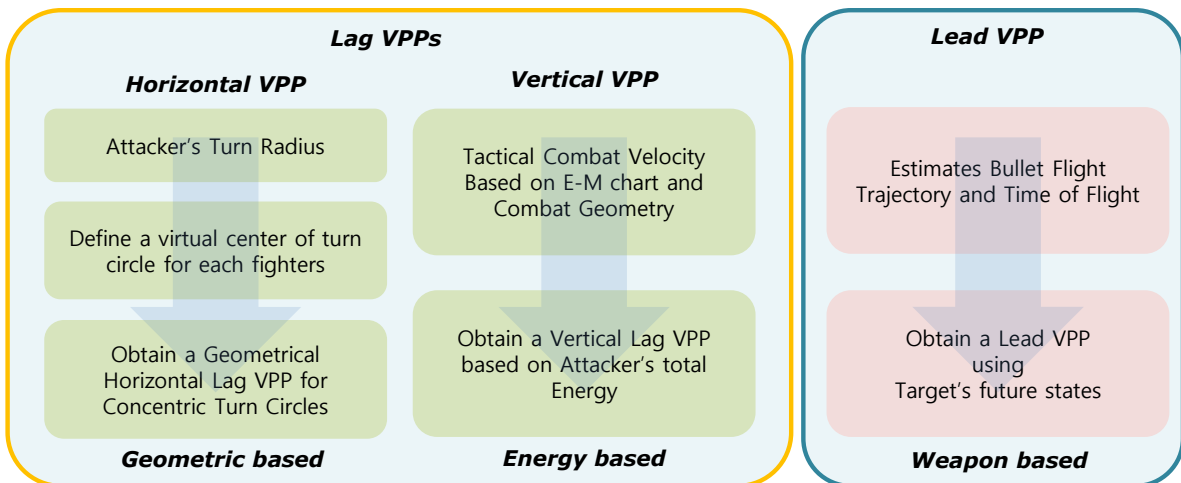 Lag VPPs
Horizontal VPP
Attacker's Turn Radius
Define a virtual center of turn
circle for each fighters
Obtain a Geometrical
Horizontal Lag VPP for
Concentric Turn Circles
Geometric based
Vertical VPP
Tactical Combat Velocity
Based on E-M chart and
Combat Geometry
Obtain a Vertical Lag VPP
based on Attacker's total
Energy
Energy based
Lead VPP
Estimates Bullet Flight
Trajectory and Time of Flight
Obtain a Lead VPP
using
Target's future states
Weapon based